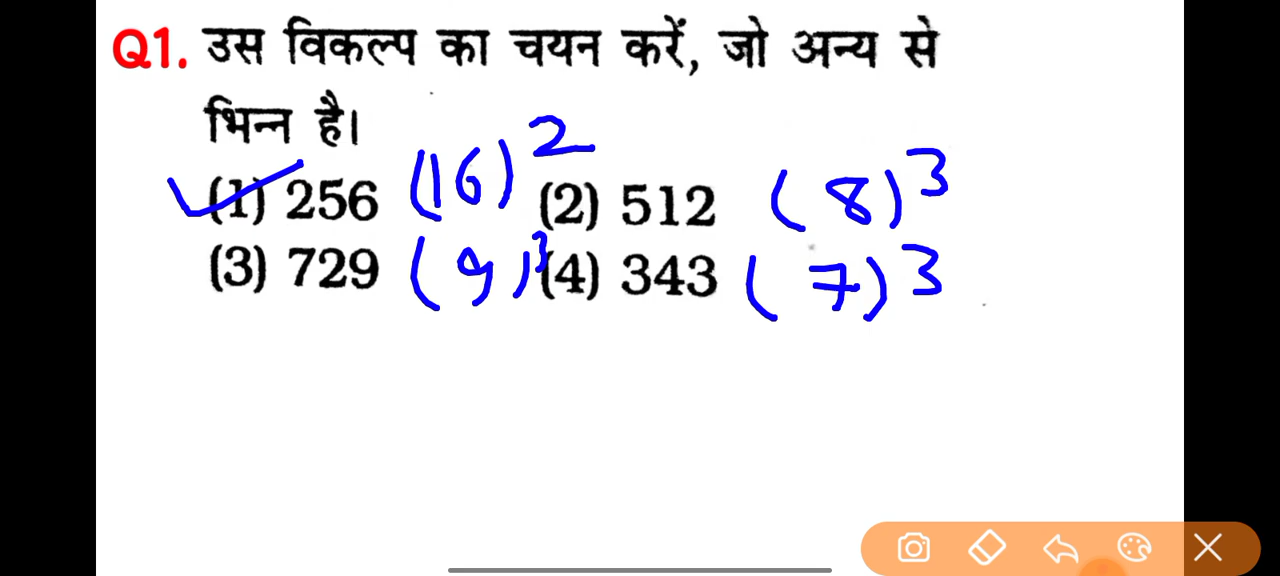 Q1. उस विकल्प का चयन करें, जो अन्य से
भिन्न है।
(1) 256 (16)² (2) 512 (8)³
(3) 729 (9)³ (4) 343 (7)³